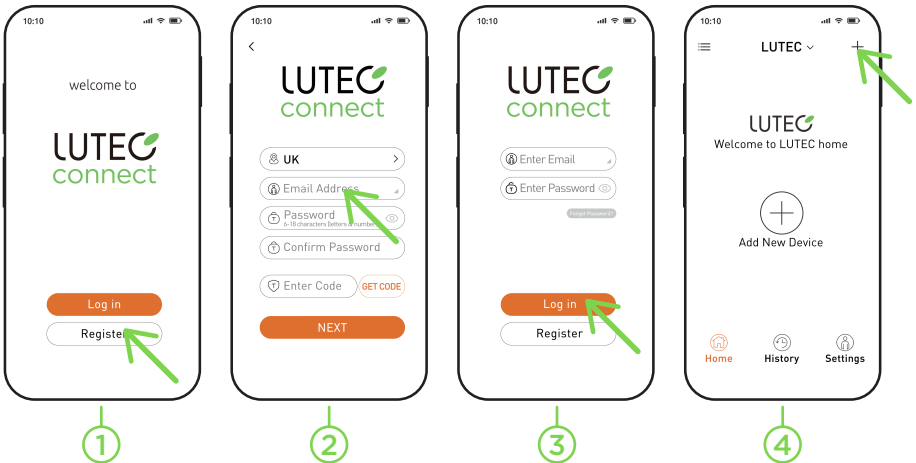 10:10
welcome to
LUTEC
connect
Log in
Register
1
10:10
LUTEC
connect
UK
Email Address
Password
6-18 characters (letters & number
Confirm Password
Enter Code
GET CODE
NEXT
2
10:10
LUTEC
connect
Enter Email
Enter Password
Forgot Password?
Log in
Register
3
10:10
LUTEC
LUTEC
Welcome to LUTEC home
Add New Device
Home History Settings
4